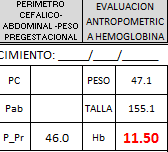 PERIMETRO
CEFALICO-
ABDOMINAL -PESO
PREGESTACIONAL
EVALUACION
ANTROPOMETRIC
A HEMOGLOBINA
CIMIENTO: ____/____/_____
PC PESO 47.1
Pab TALLA 155.1
P_Pr 46.0 Hb 11.50